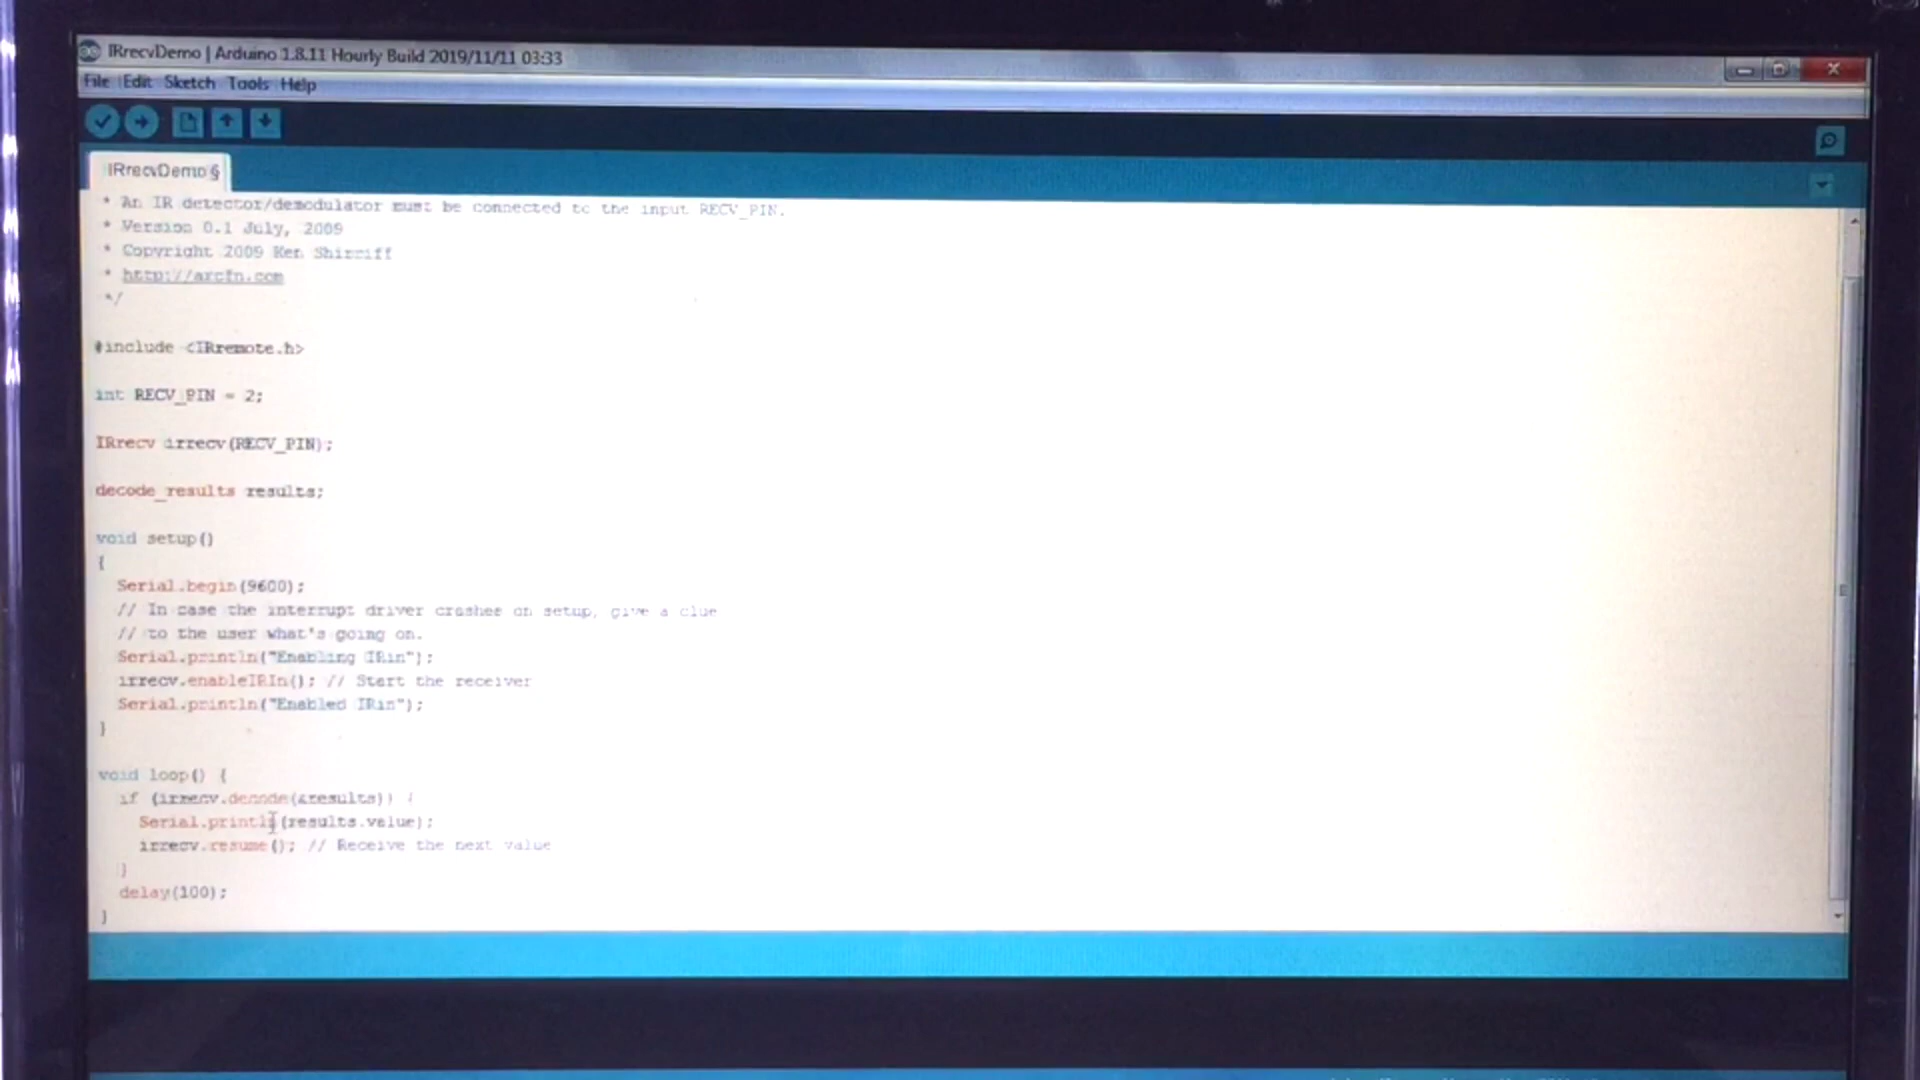 IRrecvDemo | Arduino 1.8.11 Hourly Build 2019/11/11 03:33
File Edit Sketch Tools Help
IRrecvDemo §
* An IR detector/demodulator must be connected to the input RECV_PIN.
* Version 0.1 July, 2009
* Copyright 2009 Ken Shirriff
* http://arcfn.com
*/
#include <IRremote.h>
int RECV_PIN = 2;
IRrecv irrecv(RECV_PIN);
decode_results results;
void setup()
{
Serial.begin(9600);
// In case the interrupt driver crashes on setup, give a clue
// to the user what's going on.
Serial.println("Enabling IRin");
irrecv.enableIRIn(); // Start the receiver
Serial.println("Enabled IRin");
}
void loop() {
if (irrecv.decode(&results)) {
Serial.println(results.value);
irrecv.resume(); // Receive the next value
}
delay(100);
}